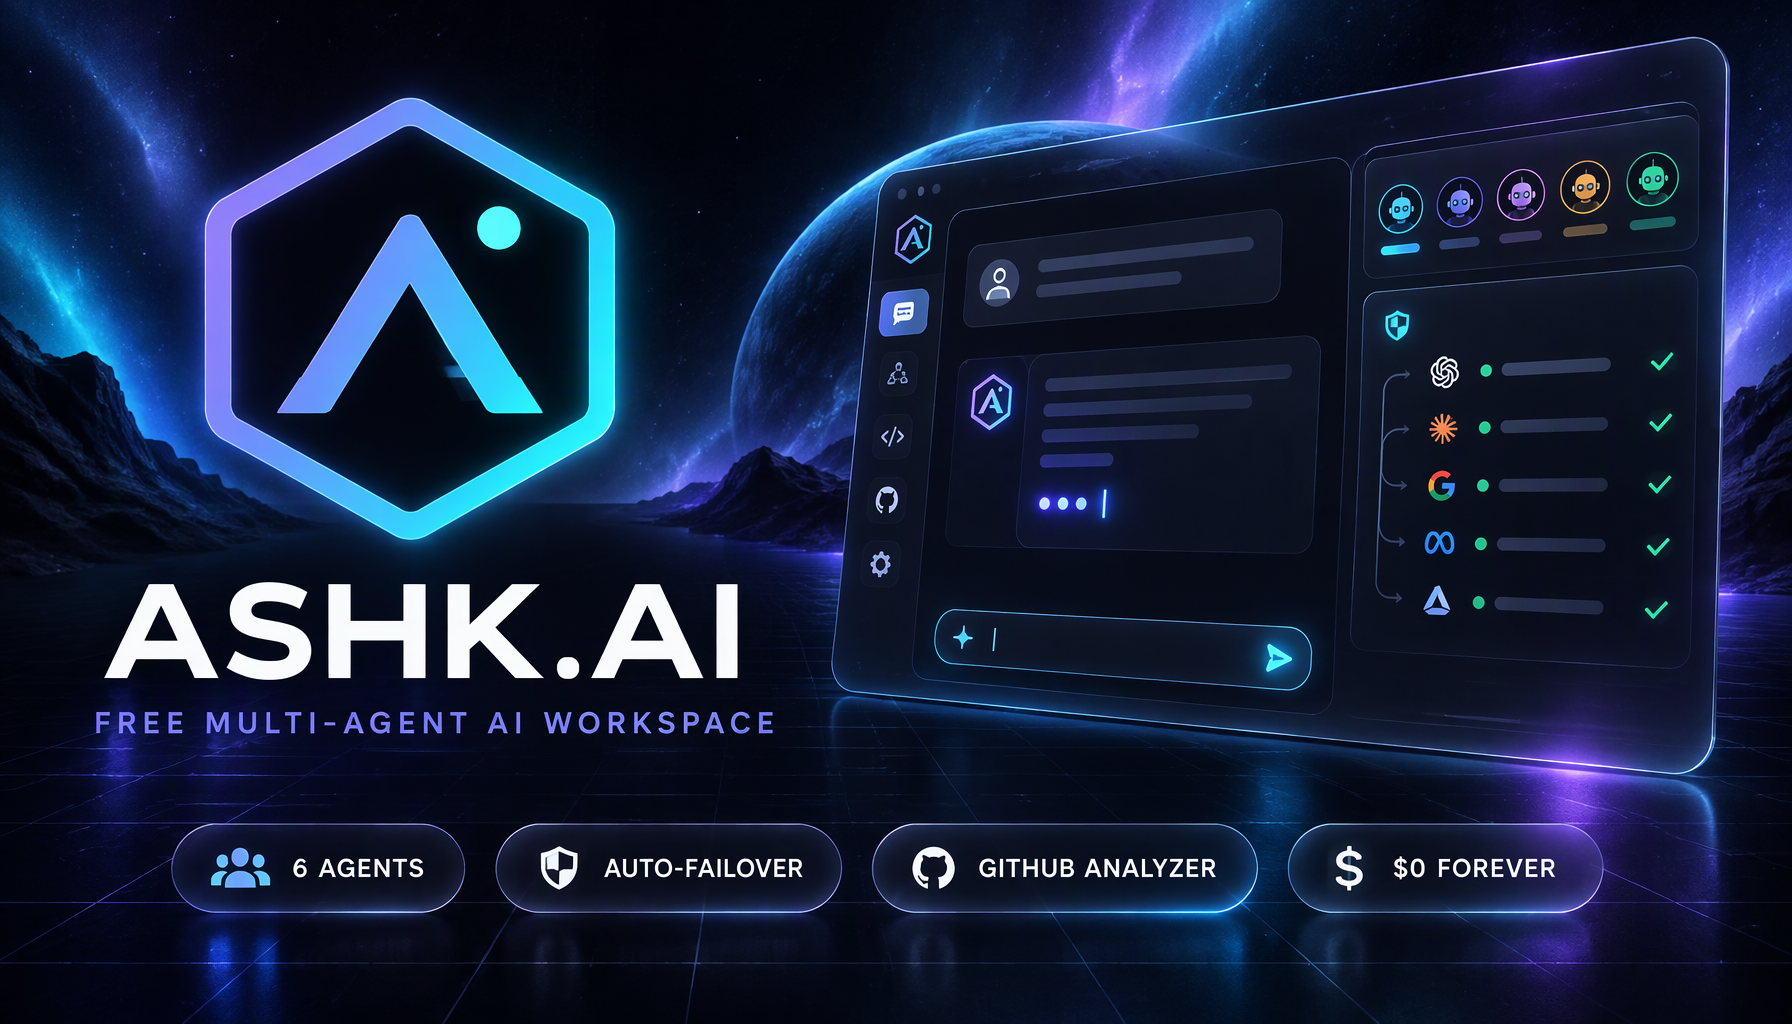 ASHK.AI
FREE MULTI-AGENT AI WORKSPACE
6 AGENTS
AUTO-FAILOVER
GITHUB ANALYZER
$0 FOREVER